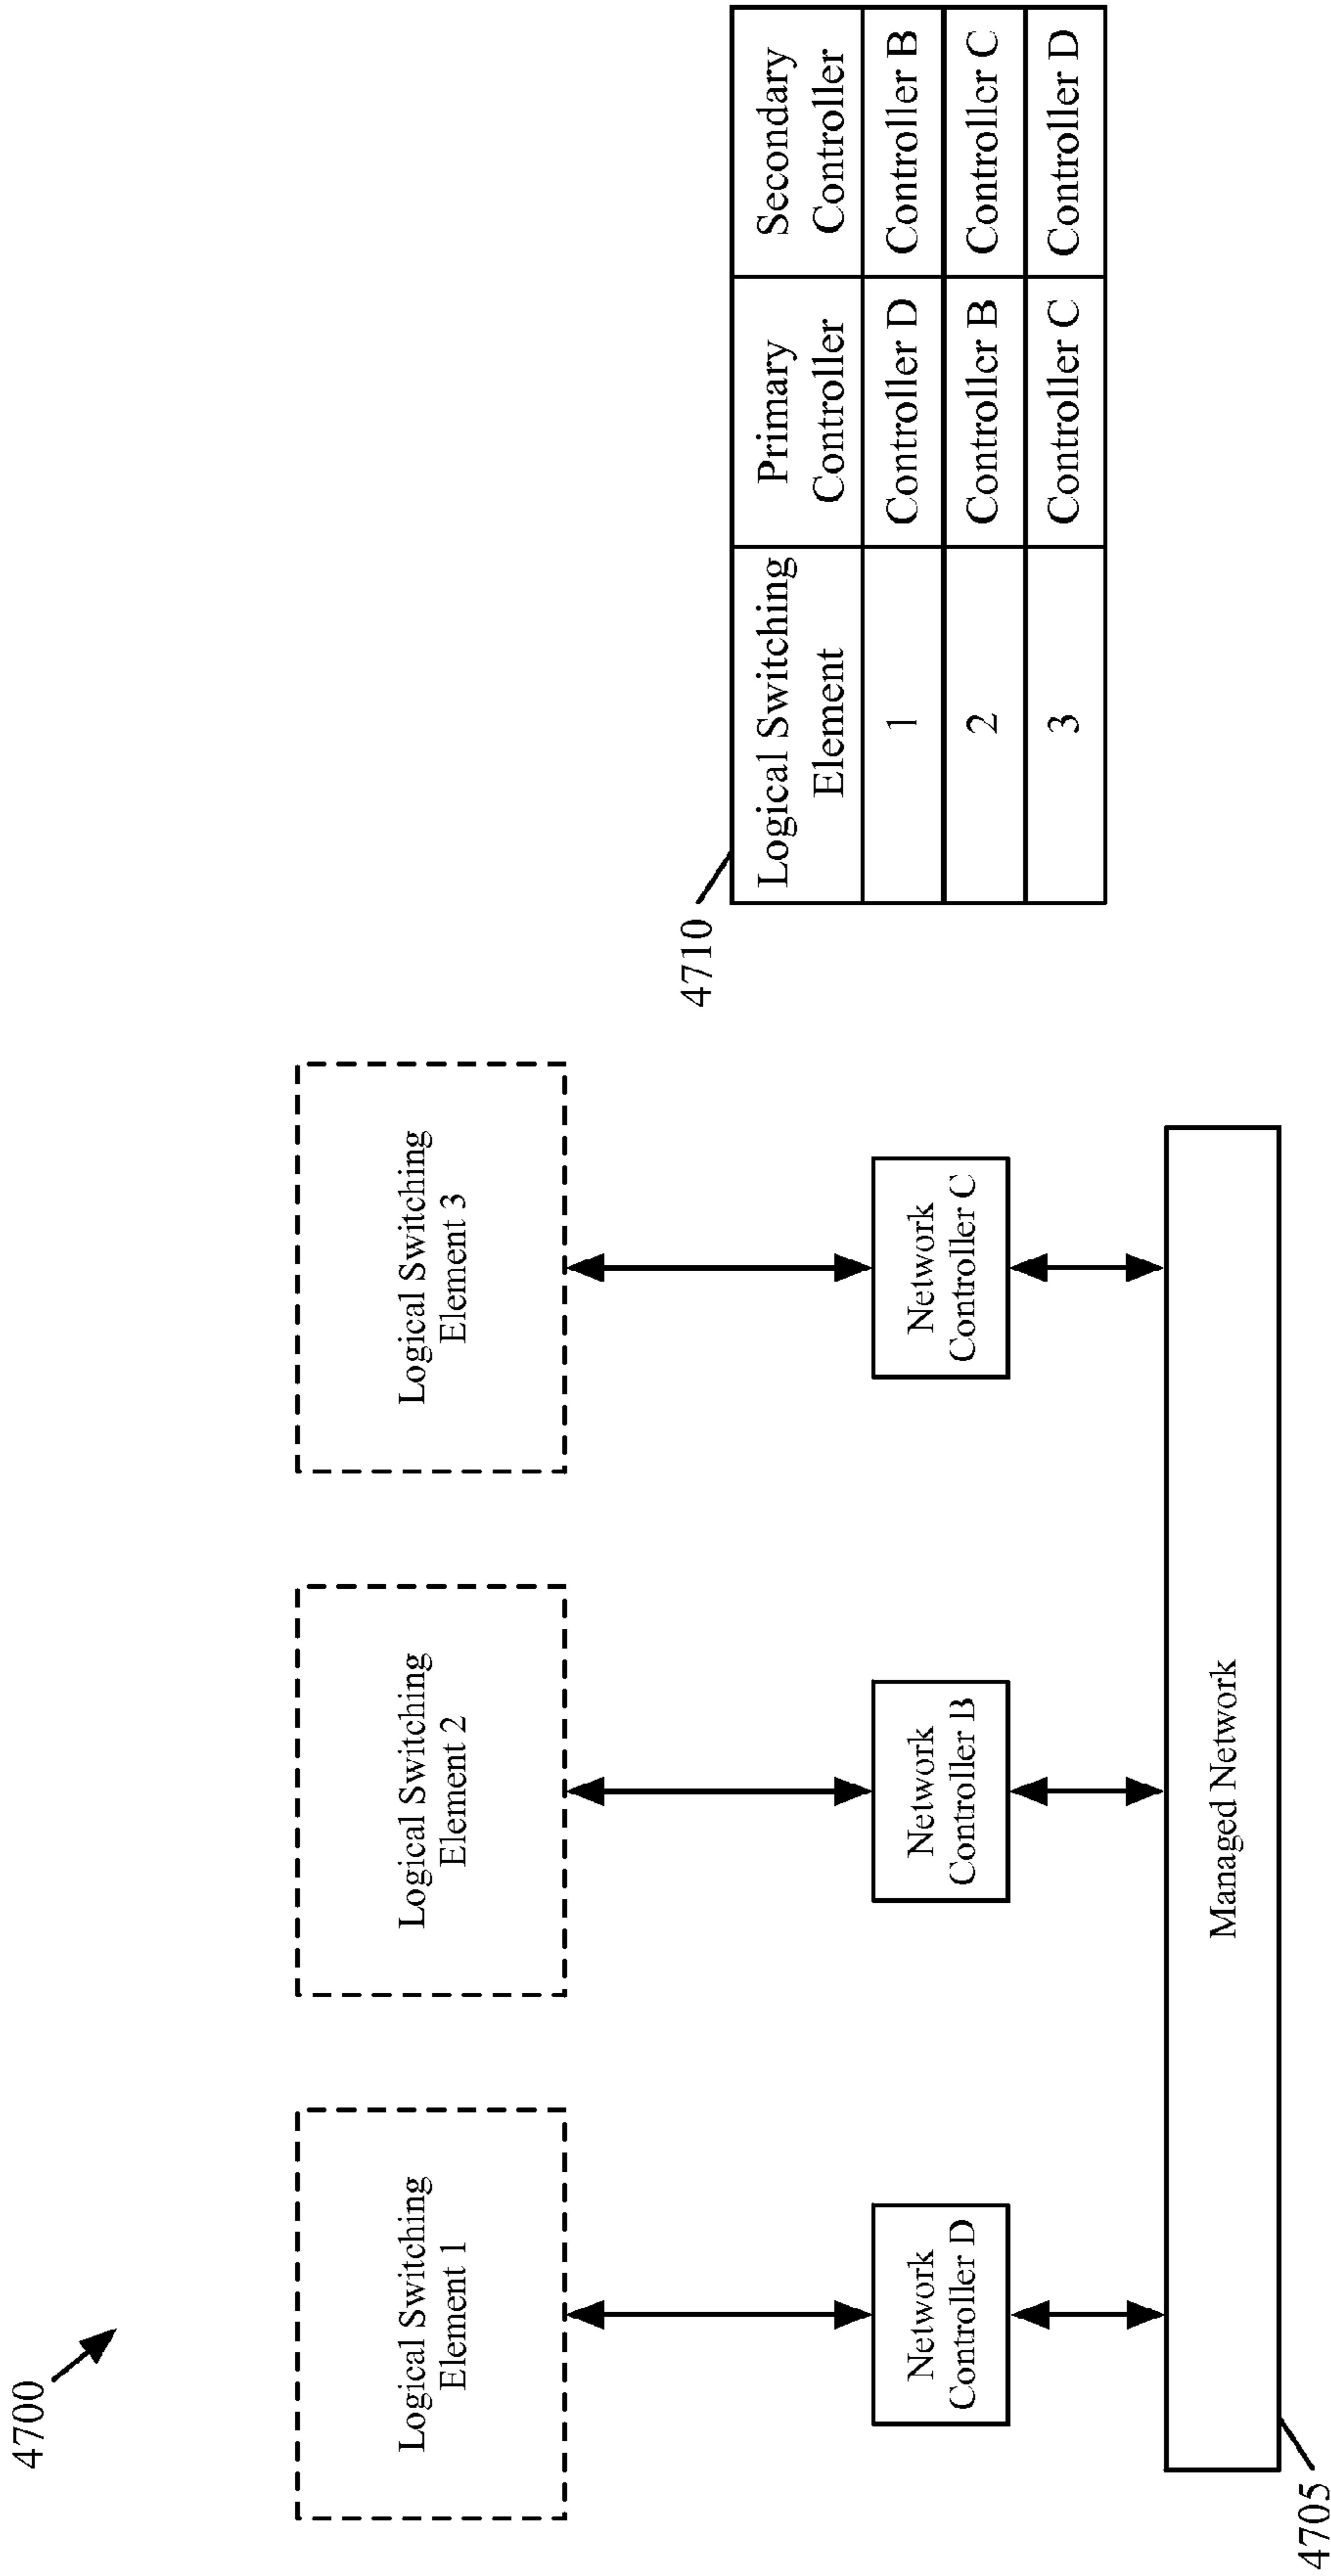 4700
Logical Switching
Element 1
Logical Switching
Element 2
Logical Switching
Element 3
Network
Controller D
Network
Controller B
Network
Controller C
Managed Network
4705
4710
Logical Switching
Element
Primary
Controller
Secondary
Controller
1
Controller D
Controller B
2
Controller B
Controller C
3
Controller C
Controller D